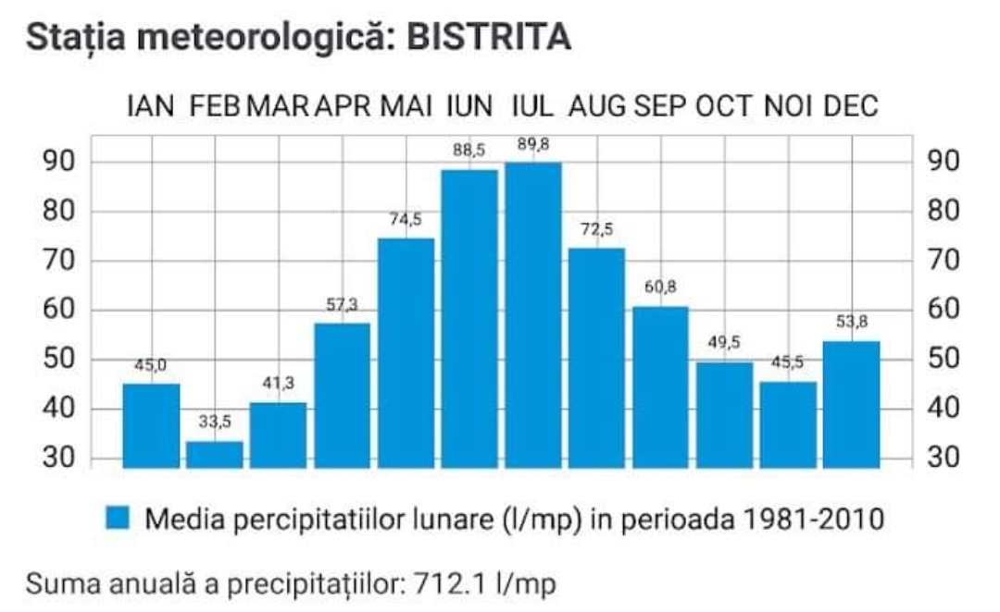 Stația meteorologică: BISTRITA
IAN FEB MAR APR MAI IUN IUL AUG SEP OCT NOI DEC
90 88,5 89,8 90
80 74,5 80
70 72,5 70
60 57,3 60,8 60
50 45,0 49,5 45,5 53,8 50
40 33,5 41,3 40
30 30
Media percipitatiilor lunare (l/mp) in perioada 1981-2010
Suma anuală a precipitațiilor: 712.1 l/mp